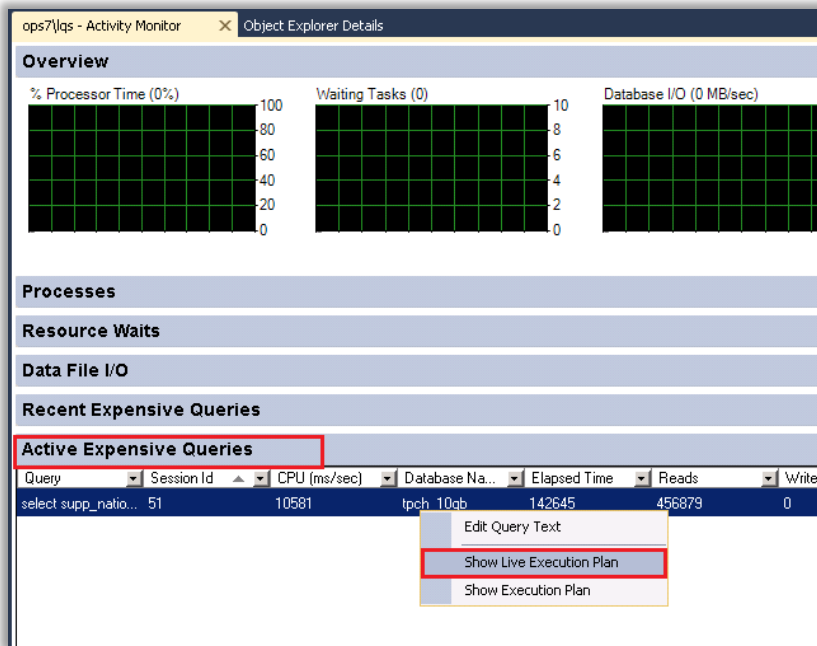 ops7\lqs - Activity Monitor Object Explorer Details
Overview
% Processor Time (0%) Waiting Tasks (0) Database I/O (0 MB/sec)
100 10
80 8
60 6
40 4
20 2
0 0
Processes
Resource Waits
Data File I/O
Recent Expensive Queries
Active Expensive Queries
Query Session Id CPU (ms/sec) Database Na... Elapsed Time Reads Write
select supp_natio... 51 10581 tpch_10gb 142645 456879 0
Edit Query Text
Show Live Execution Plan
Show Execution Plan